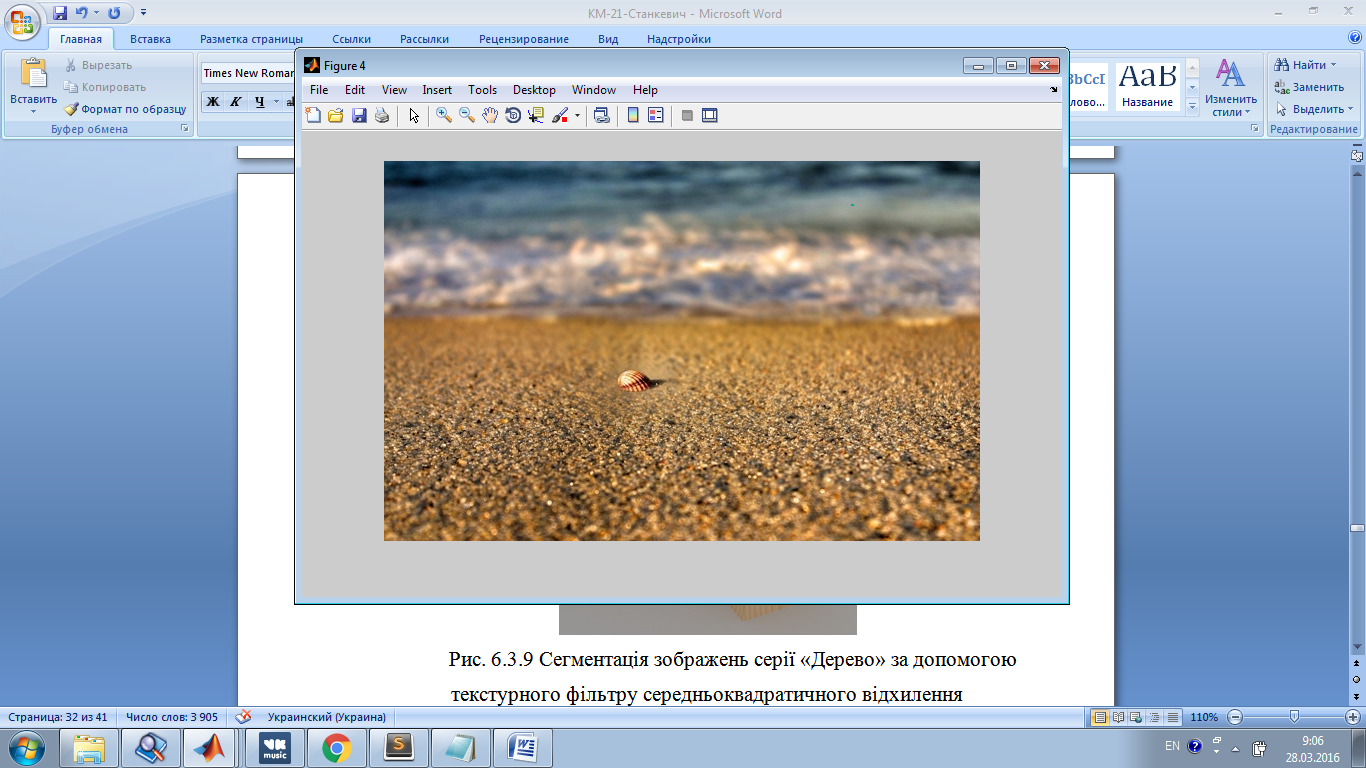 КМ-21-Станкевич - Microsoft Word
Главная Вставка Разметка страницы Ссылки Рассылки Рецензирование Вид Надстройки
Вставить
Вырезать
Копировать
Формат по образцу
Буфер обмена
Times New Roman
Ж К Ч
Figure 4
File Edit View Insert Tools Desktop Window Help
AaB
Название
Изменить
стили
Найти
Заменить
Выделить
Редактирование
Рис. 6.3.9 Сегментація зображень серії «Дерево» за допомогою
текстурного фільтру середньоквадратичного відхилення
Страница: 32 из 41 Число слов: 3 905 Украинский (Украина) 110%
VK
music
S
W
EN
9:06
28.03.2016